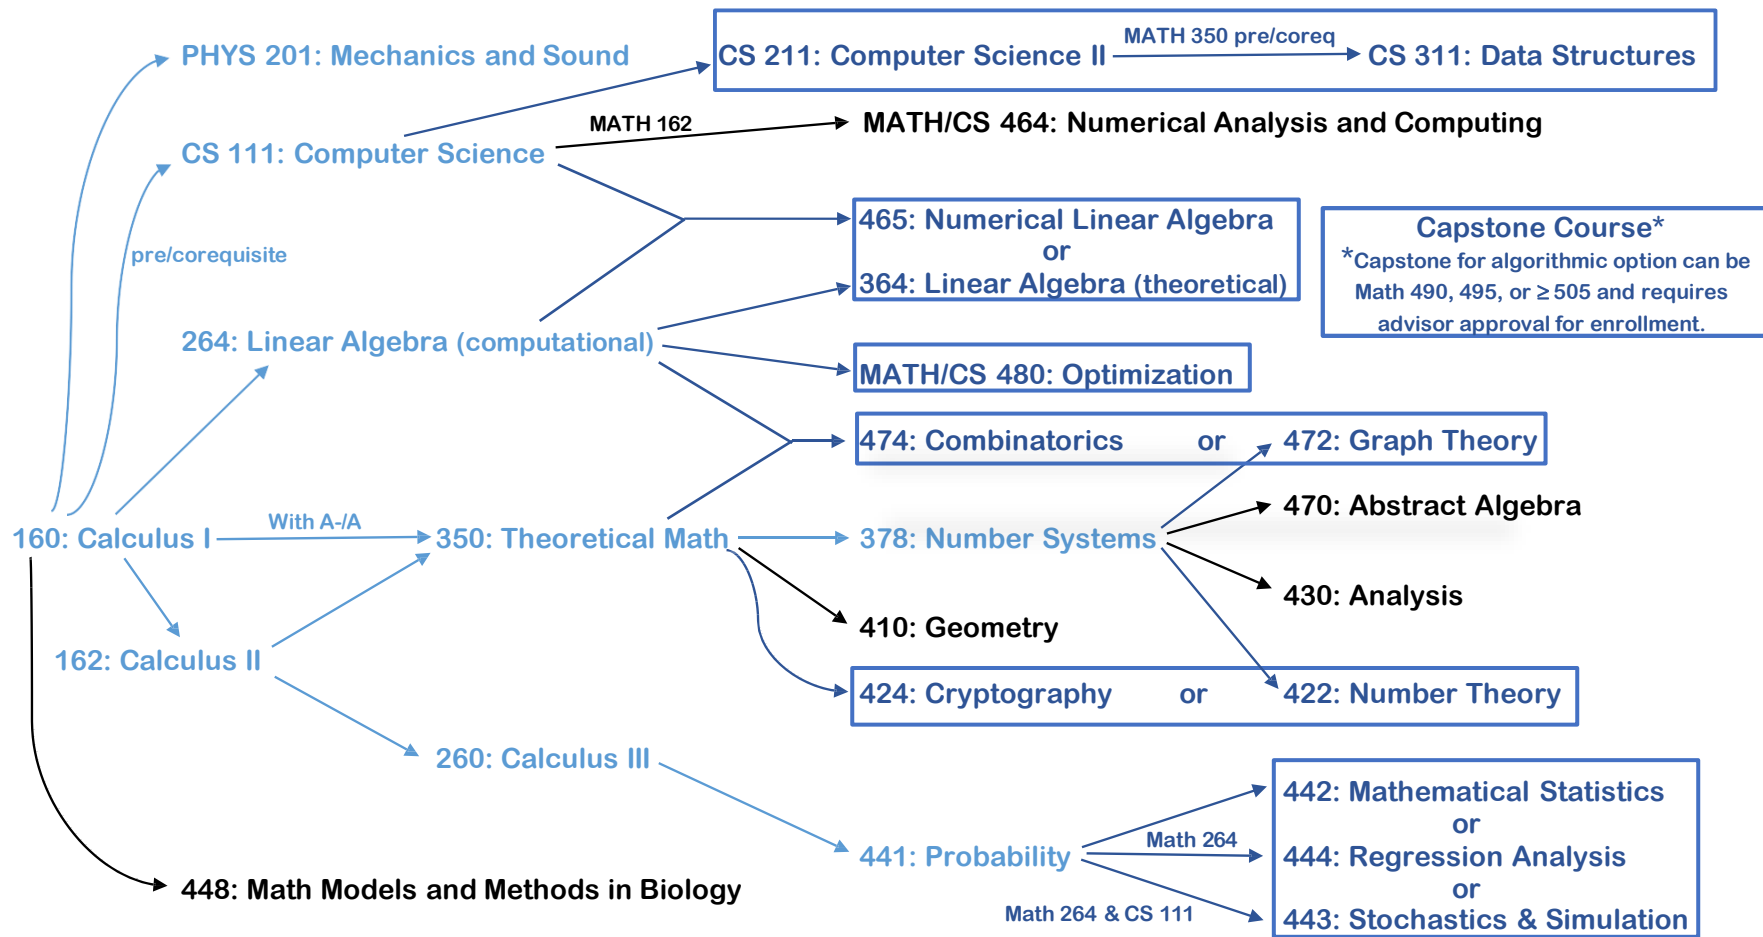 PHYS 201: Mechanics and Sound
CS 211: Computer Science II
MATH 350 pre/coreq
CS 311: Data Structures
MATH 162
MATH/CS 464: Numerical Analysis and Computing
CS 111: Computer Science
pre/corequisite
465: Numerical Linear Algebra
or
364: Linear Algebra (theoretical)
Capstone Course*
*Capstone for algorithmic option can be
Math 490, 495, or ≥ 505 and requires
advisor approval for enrollment.
264: Linear Algebra (computational)
MATH/CS 480: Optimization
474: Combinatorics or 472: Graph Theory
160: Calculus I
With A-/A
350: Theoretical Math
378: Number Systems
470: Abstract Algebra
430: Analysis
410: Geometry
162: Calculus II
424: Cryptography or 422: Number Theory
260: Calculus III
441: Probability
442: Mathematical Statistics
or
Math 264
444: Regression Analysis
or
Math 264 & CS 111
443: Stochastics & Simulation
448: Math Models and Methods in Biology